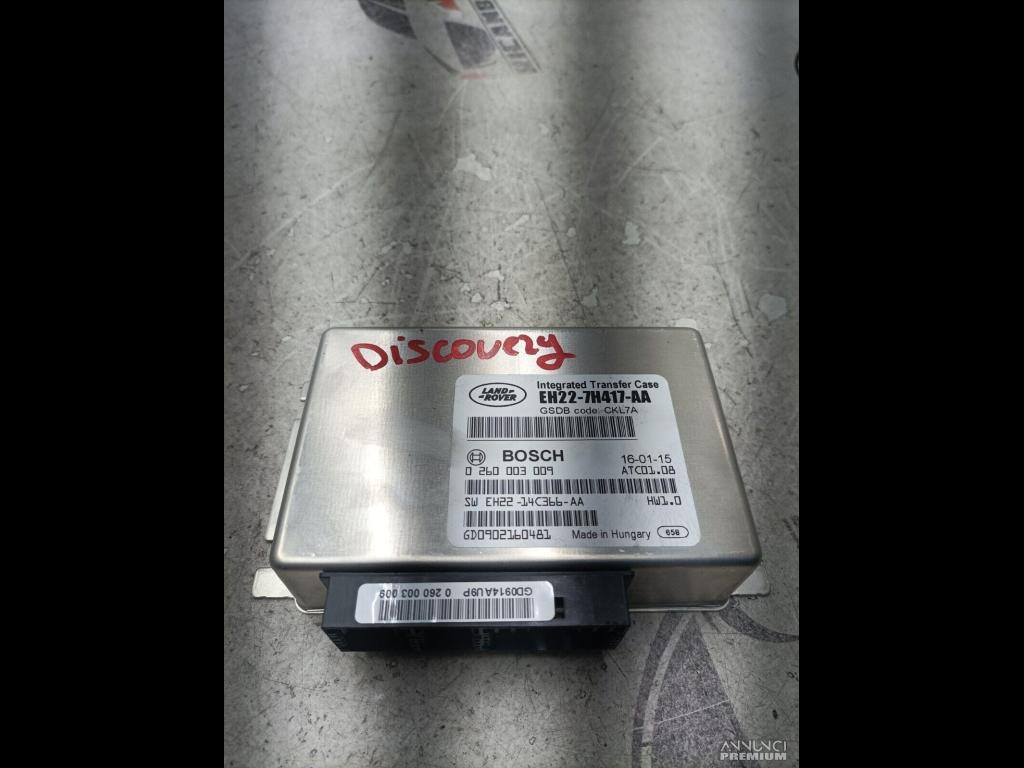 Discovery
LAND-
-ROVER
Integrated Transfer Case
EH22-7H417-AA
GSDB code: CKL7A
BOSCH
16-01-15
0 260 003 009
ATC01.08
SW EH22-14C366-AA
HW1.0
GD0902160481
Made in Hungary
658
GD0914AU9P 0 260 003 009
ANNUNCI
PREMIUM